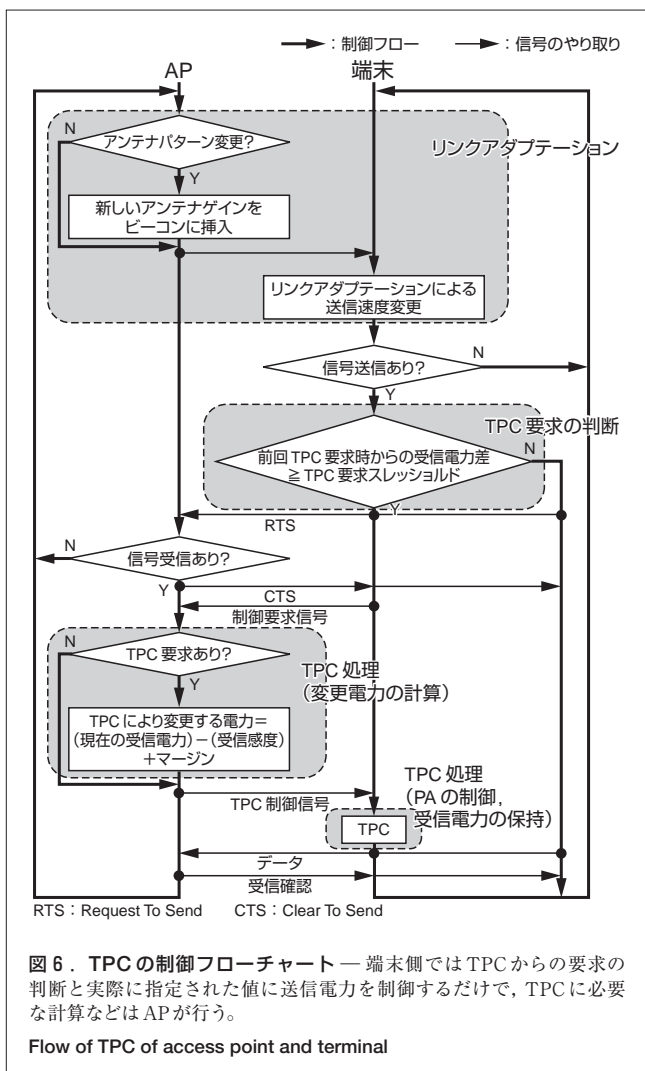 ：制御フロー　：信号のやり取り
AP　端末
N
アンテナパターン変更?
リンクアダプテーション
Y
新しいアンテナゲインを
ビーコンに挿入
リンクアダプテーションによる
送信速度変更
信号送信あり?
N
Y
TPC 要求の判断
前回 TPC 要求時からの受信電力差
≧ TPC 要求スレッショルド
N
Y
RTS
N
信号受信あり?
Y
CTS
制御要求信号
N
TPC 要求あり?
Y
TPC 処理
（変更電力の計算）
TPC により変更する電力＝
(現在の受信電力)－(受信感度)
＋マージン
TPC 処理
（PA の制御，
受信電力の保持）
TPC 制御信号
TPC
データ
受信確認
RTS：Request To Send　CTS：Clear To Send
図 6．TPC の制御フローチャート — 端末側では TPC からの要求の
判断と実際に指定された値に送信電力を制御するだけで，TPC に必要
な計算などは AP が行う。
Flow of TPC of access point and terminal